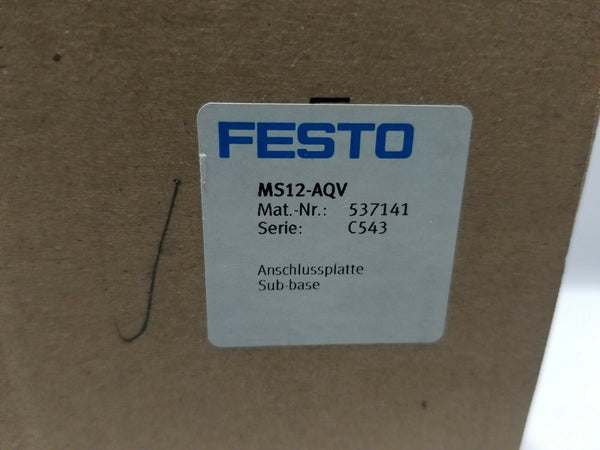 FESTO
MS12-AQV
Mat.-Nr.: 537141
Serie: C543
Anschlussplatte
Sub-base